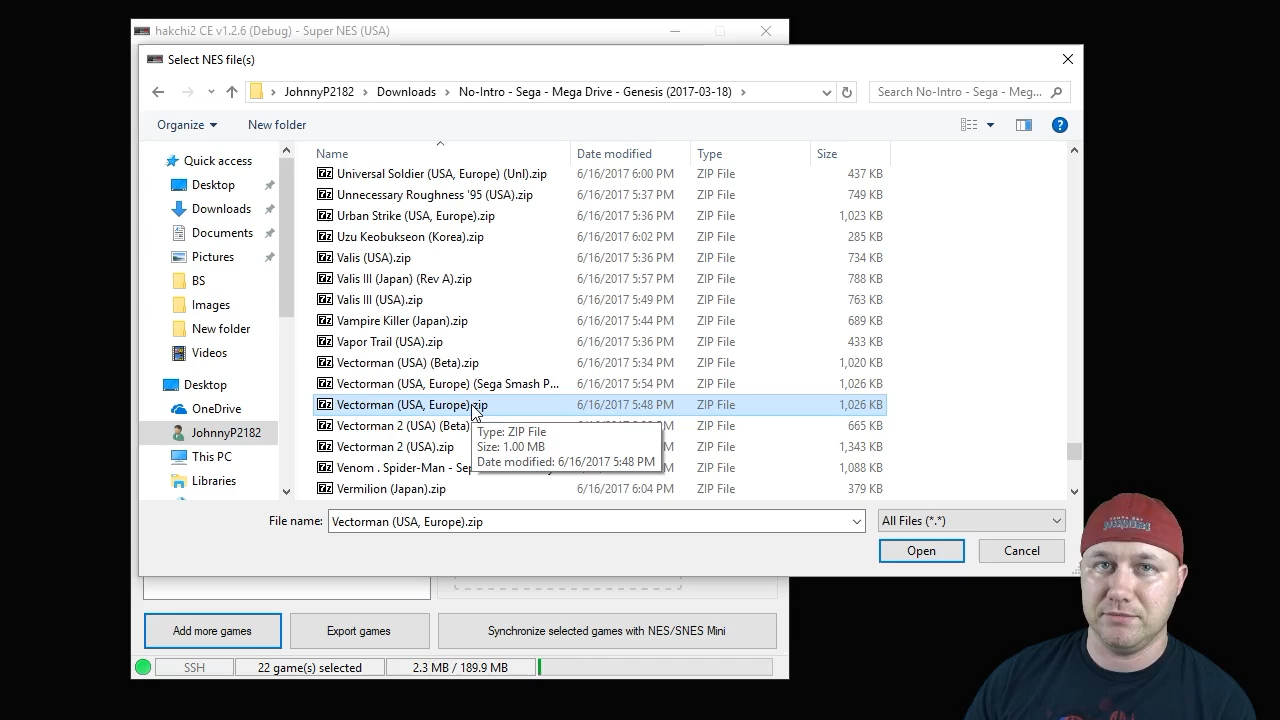 hakchi2 CE v1.2.6 (Debug) - Super NES (USA)
Select NES file(s)
JohnnyP2182 > Downloads > No-Intro - Sega - Mega Drive - Genesis (2017-03-18) >
Search No-Intro - Sega - Meg...
Organize
New folder
Name Date modified Type Size
Quick access
Desktop
Downloads
Documents
Pictures
BS
Images
New folder
Videos
Desktop
OneDrive
JohnnyP2182
This PC
Libraries
Universal Soldier (USA, Europe) (Unl).zip 6/16/2017 6:00 PM ZIP File 437 KB
Unnecessary Roughness '95 (USA).zip 6/16/2017 5:37 PM ZIP File 749 KB
Urban Strike (USA, Europe).zip 6/16/2017 5:36 PM ZIP File 1,023 KB
Uzu Keobukseon (Korea).zip 6/16/2017 6:02 PM ZIP File 285 KB
Valis (USA).zip 6/16/2017 5:36 PM ZIP File 734 KB
Valis III (Japan) (Rev A).zip 6/16/2017 5:57 PM ZIP File 788 KB
Valis III (USA).zip 6/16/2017 5:49 PM ZIP File 763 KB
Vampire Killer (Japan).zip 6/16/2017 5:44 PM ZIP File 689 KB
Vapor Trail (USA).zip 6/16/2017 5:36 PM ZIP File 433 KB
Vectorman (USA) (Beta).zip 6/16/2017 5:34 PM ZIP File 1,020 KB
Vectorman (USA, Europe) (Sega Smash P... 6/16/2017 5:54 PM ZIP File 1,026 KB
Vectorman (USA, Europe).zip 6/16/2017 5:48 PM ZIP File 1,026 KB
Vectorman 2 (USA) (Beta) ZIP File 665 KB
Vectorman 2 (USA).zip ZIP File 1,343 KB
Venom . Spider-Man - ZIP File 1,088 KB
Vermilion (Japan).zip 6/16/2017 6:04 PM ZIP File 379 KB
Type: ZIP File
Size: 1.00 MB
Date modified: 6/16/2017 5:48 PM
File name: Vectorman (USA, Europe).zip
All Files (*.*)
Open
Cancel
Add more games
Export games
Synchronize selected games with NES/SNES Mini
SSH
22 game(s) selected
2.3 MB / 189.9 MB